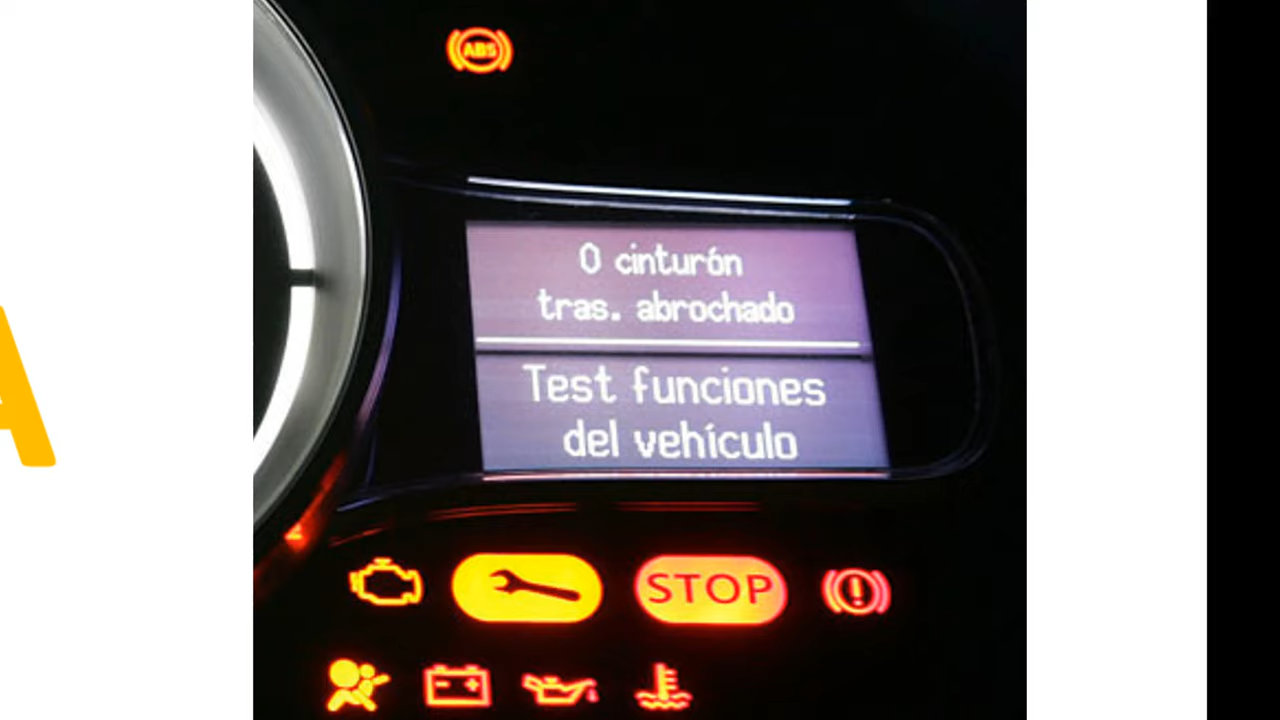 A
ABS
0 cinturón
tras. abrochado
Test funciones
del vehículo
STOP